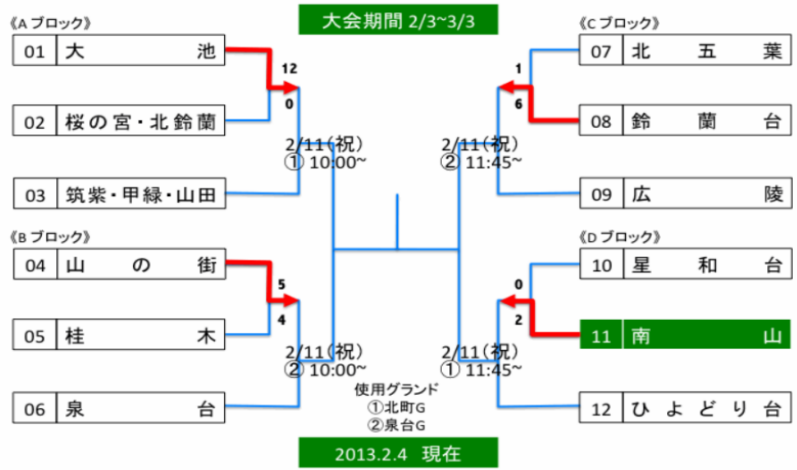 大会期間 2/3~3/3
《A ブロック》
01 大池
02 桜の宮・北鈴蘭
03 筑紫・甲緑・山田
12
0
2/11(祝)
① 10:00~
《B ブロック》
04 山の街
05 桂木
06 泉台
5
4
2/11(祝)
② 10:00~
《C ブロック》
07 北五葉
08 鈴蘭台
09 広陵
1
6
2/11(祝)
② 11:45~
《D ブロック》
10 星和台
11 南山
12 ひよどり台
0
2
2/11(祝)
① 11:45~
使用グランド
①北町G
②泉台G
2013.2.4 現在